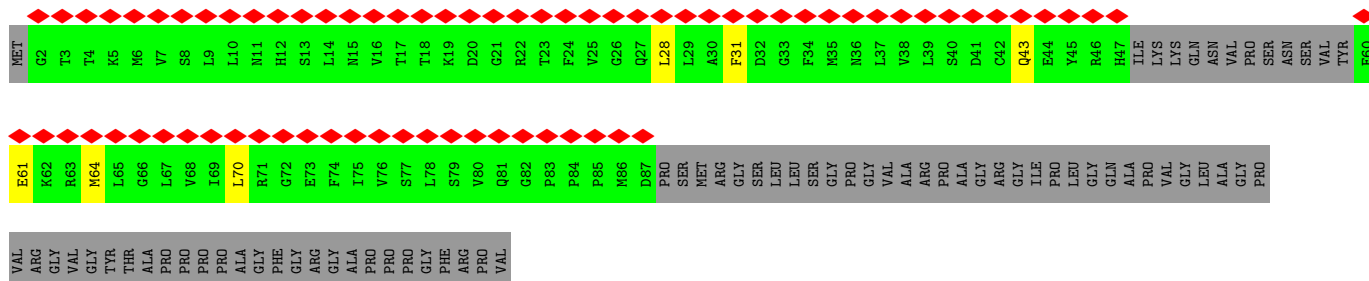 MET G2 T3 T4 K5 M6 V7 S8 L9 L10 N11 H12 S13 L14 N15 V16 T17 T18 K19 D20 G21 R22 T23 F24 V25 G26 Q27 L28 L29 A30 F31 D32 G33 F34 M35 N36 L37 V38 L39 S40 D41 C42 Q43 E44 Y45 R46 H47 ILE LYS LYS GLN ASN VAL PRO SER ASN SER VAL TYR E60
E61 K62 R63 M64 L65 G66 L67 V68 I69 L70 R71 G72 E73 F74 I75 V76 S77 L78 S79 V80 Q81 G82 P83 P84 P85 M86 D87 PRO SER MET ARG GLY SER LEU LEU SER GLY PRO GLY VAL ALA ARG PRO ALA GLY ARG GLY ILE PRO LEU GLY GLN ALA PRO VAL GLY LEU ALA GLY PRO
VAL ARG GLY VAL GLY TYR THR ALA PRO PRO PRO PRO ALA GLY PHE GLY ARG GLY ALA PRO PRO PRO GLY PHE ARG PRO VAL